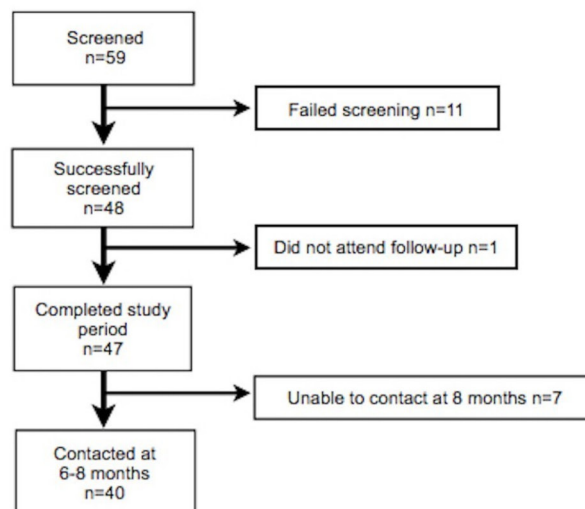 Screened
n=59
Failed screening n=11
Successfully
screened
n=48
Did not attend follow-up n=1
Completed study
period
n=47
Unable to contact at 8 months n=7
Contacted at
6-8 months
n=40